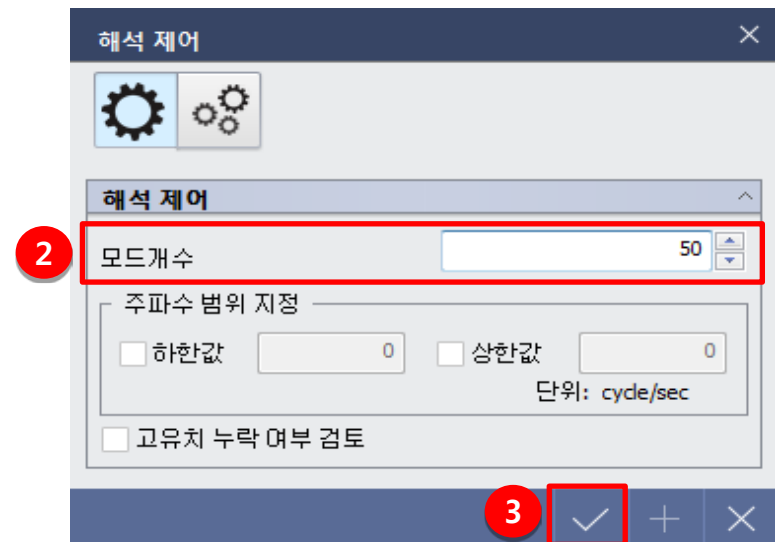 해석 제어
해석 제어
2
모드개수 50
주파수 범위 지정
하한값 0 상한값 0
단위: cycle/sec
고유치 누락 여부 검토
3